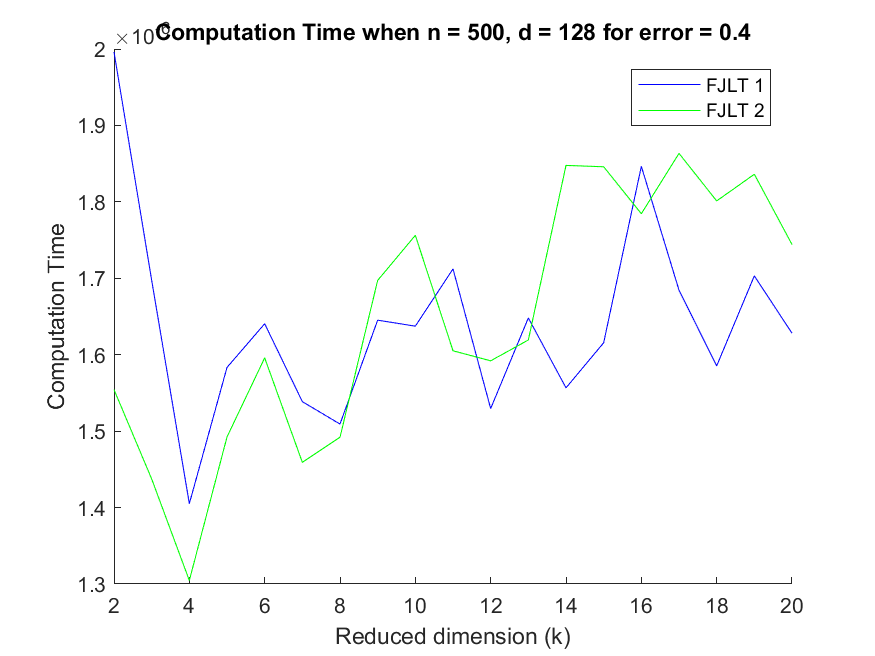 ×10
Computation Time when n = 500, d = 128 for error = 0.4
FJLT 1
FJLT 2
2
1.9
1.8
1.7
1.6
1.5
1.4
1.3
Computation Time
2 4 6 8 10 12 14 16 18 20
Reduced dimension (k)